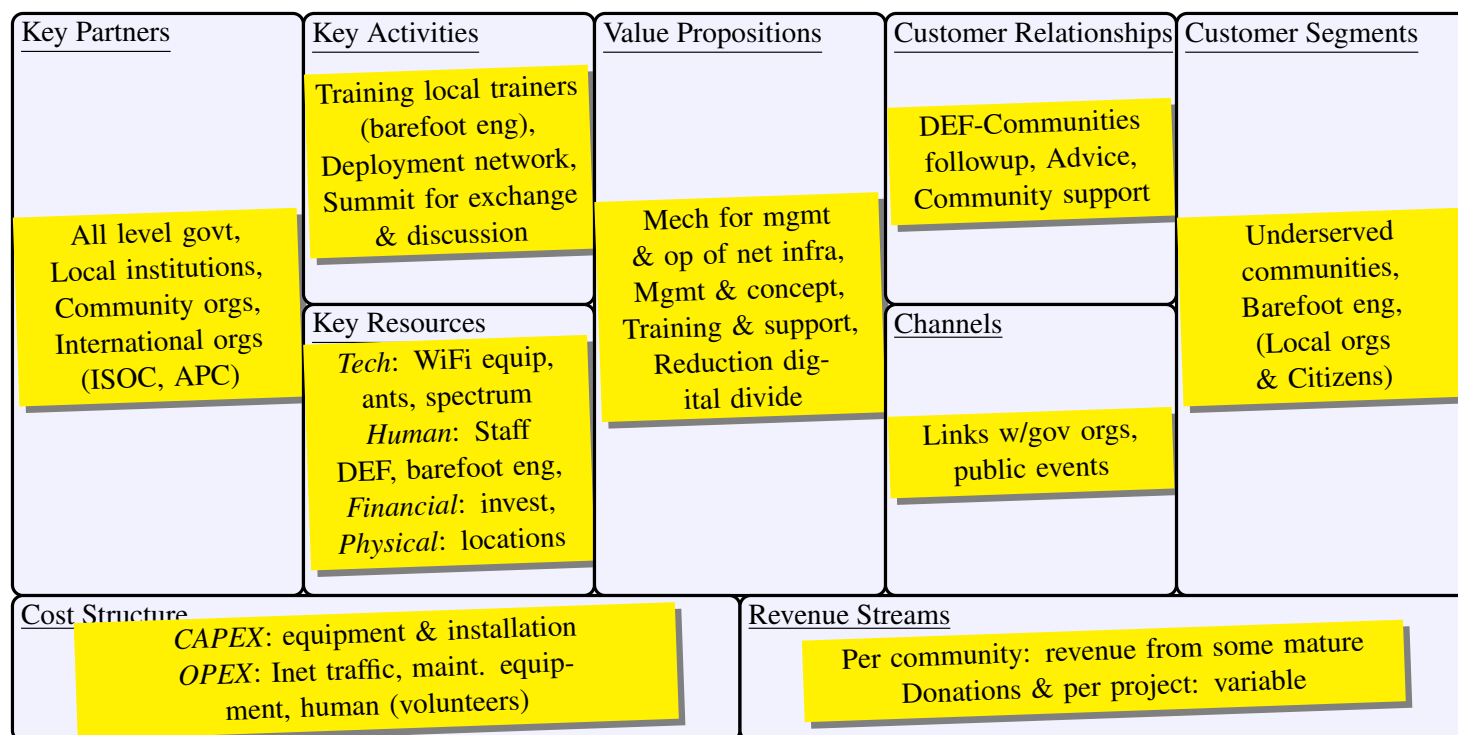 Key Partners
All level govt,
Local institutions,
Community orgs,
International orgs
(ISOC, APC)
Key Activities
Training local trainers
(barefoot eng),
Deployment network,
Summit for exchange
& discussion
Key Resources
Tech: WiFi equip,
ants, spectrum
Human: Staff
DEF, barefoot eng,
Financial: invest,
Physical: locations
Value Propositions
Mech for mgmt
& op of net infra,
Mgmt & concept,
Training & support,
Reduction dig-
ital divide
Customer Relationships
DEF-Communities
followup, Advice,
Community support
Channels
Links w/gov orgs,
public events
Customer Segments
Underserved
communities,
Barefoot eng,
(Local orgs
& Citizens)
Cost Structure
CAPEX: equipment & installation
OPEX: Inet traffic, maint. equip-
ment, human (volunteers)
Revenue Streams
Per community: revenue from some mature
Donations & per project: variable